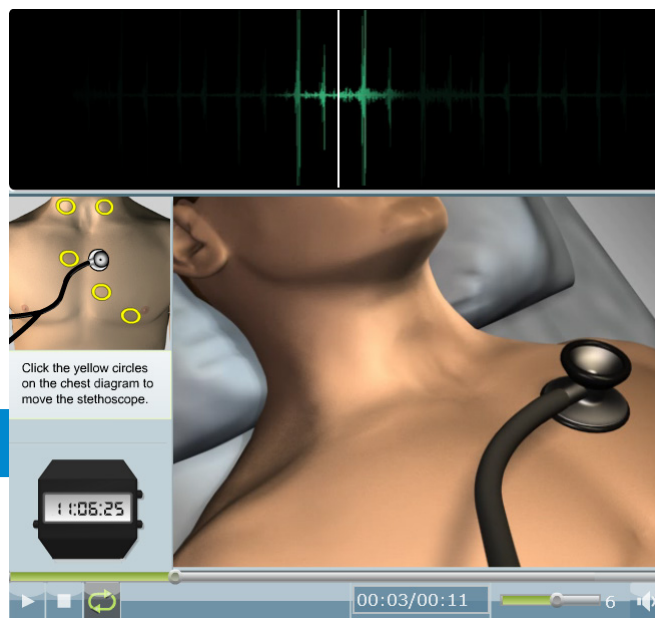 Click the yellow circles
on the chest diagram to
move the stethoscope.
11:06:25
00:03/00:11
6